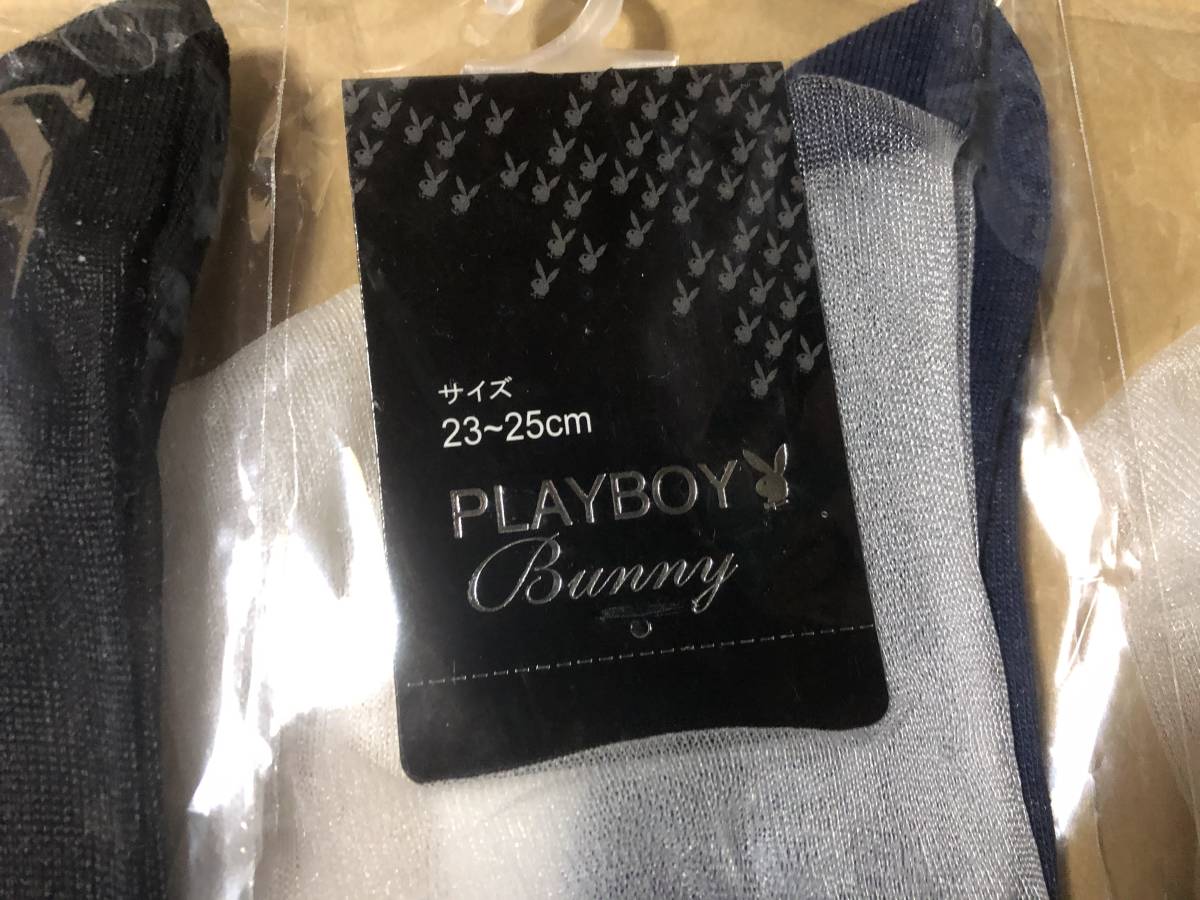 サイズ
23~25cm
PLAYBOY
Bunny